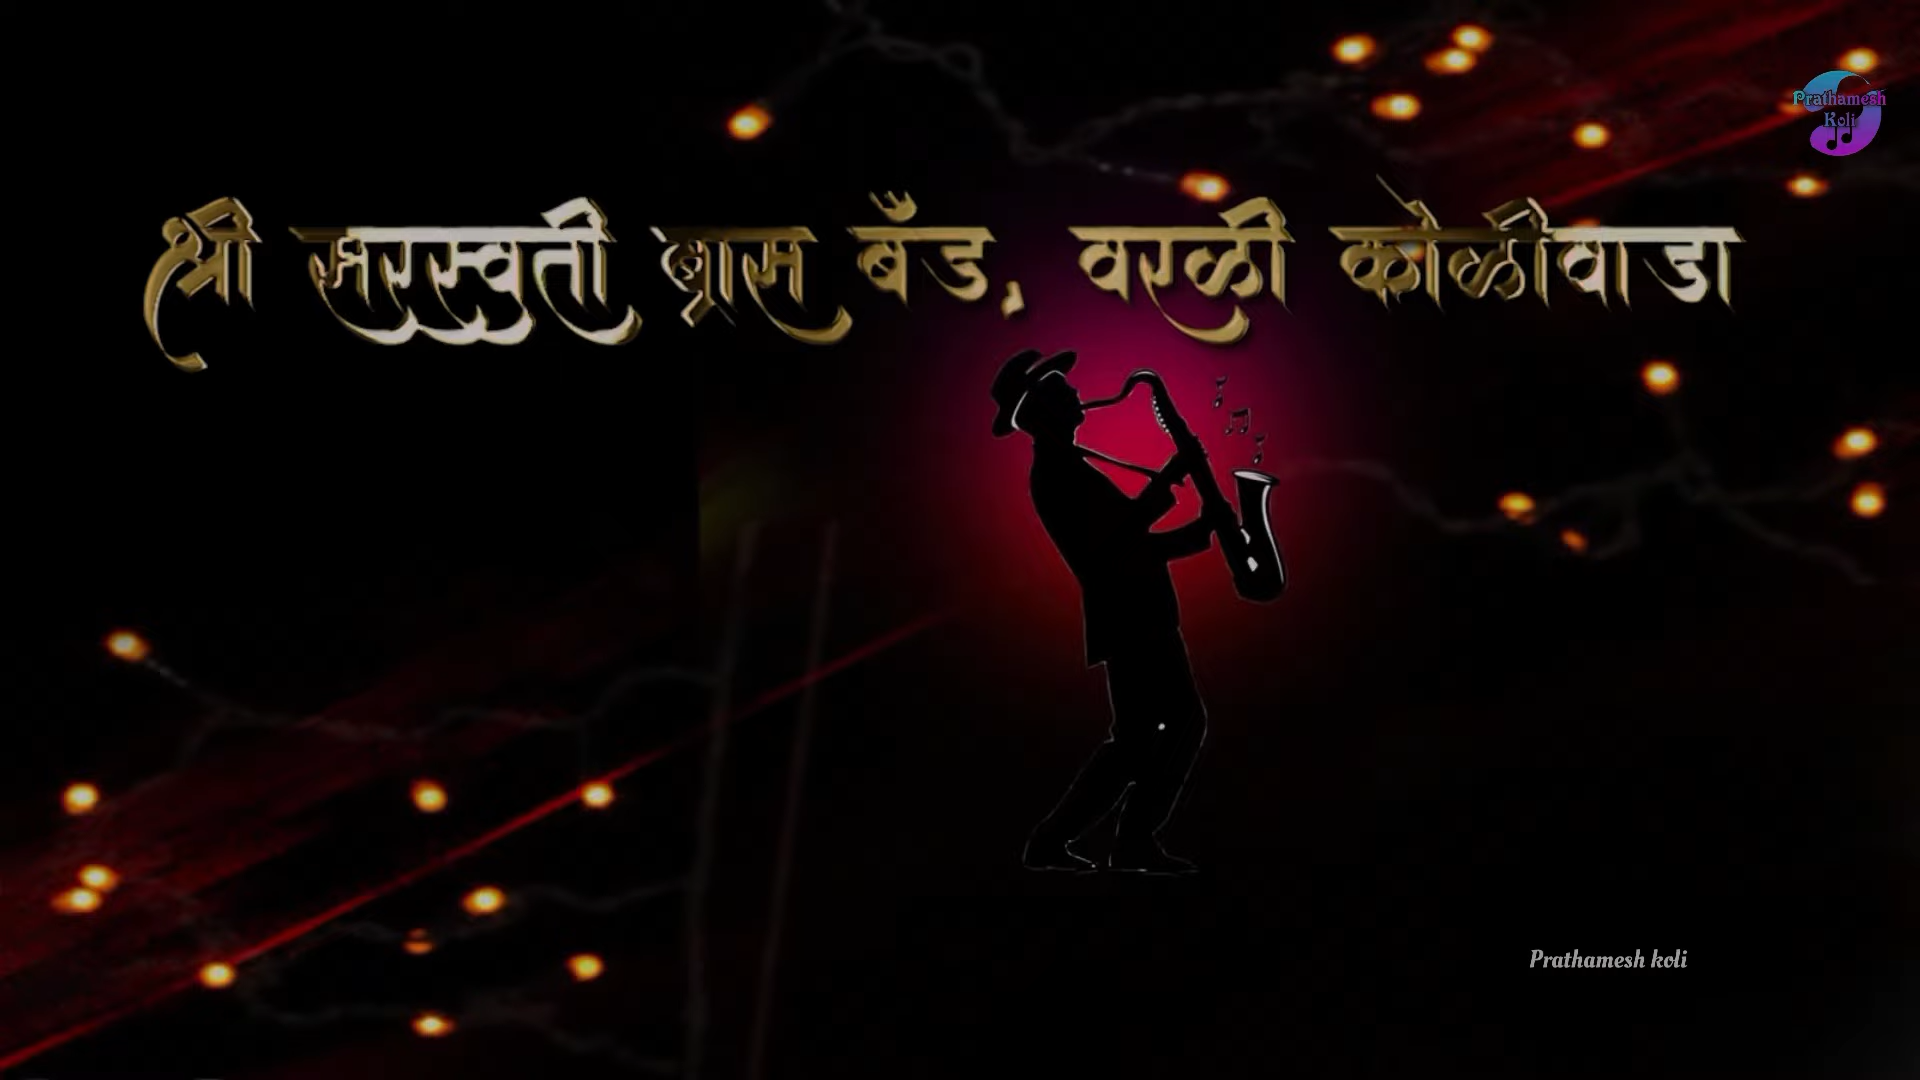 श्री सरस्वती ब्रास बँड, वरळी कोळीवाडा
Prathamesh
Koli
Prathamesh koli